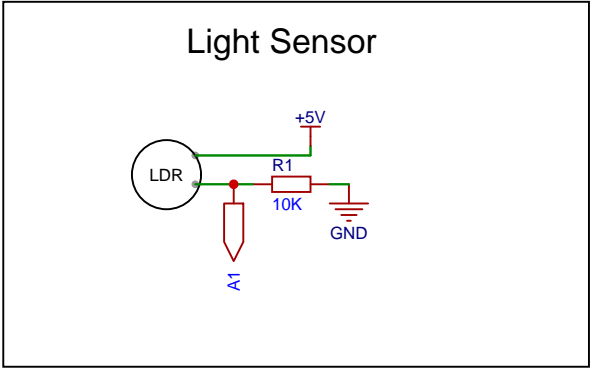 Light Sensor
+5V
LDR
R1
10K
GND
A1